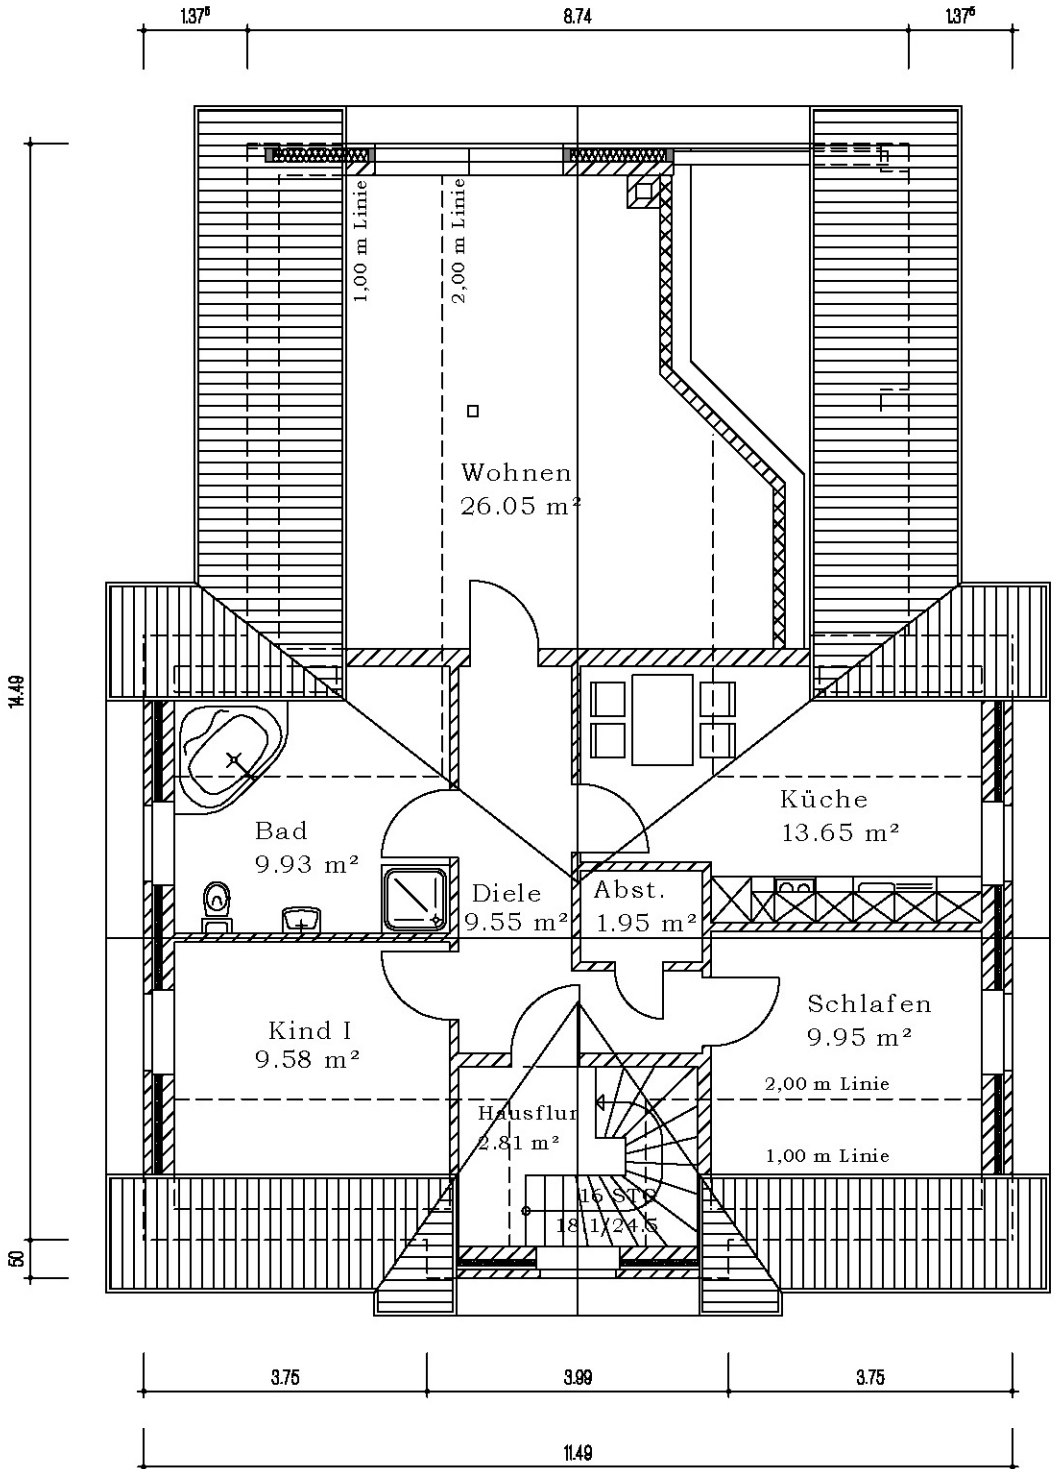 1.37⁵ 8.74 1.37⁵
1,00 m Linie
2,00 m Linie
Wohnen
26.05 m²
14.49
Küche
13.65 m²
Bad
9.93 m²
Diele
9.55 m²
Abst.
1.95 m²
Schlafen
9.95 m²
Kind I
9.58 m²
2,00 m Linie
Hausflur
2.81 m²
1,00 m Linie
16 STG
18.1/24.5
50
3.75 3.99 3.75
11.49